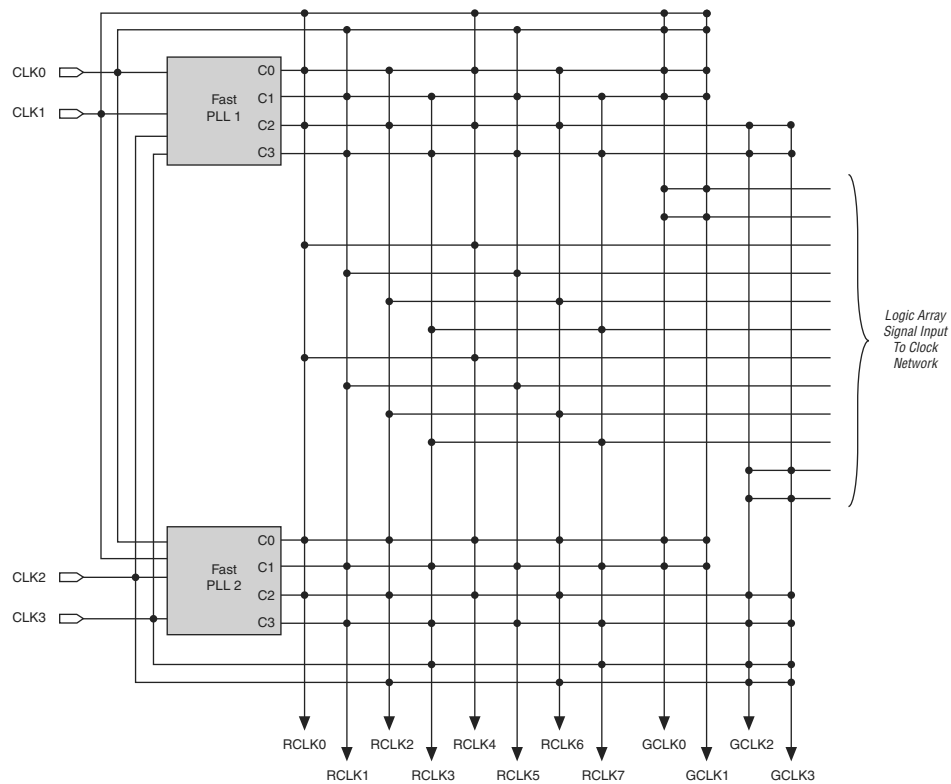 CLK0
CLK1
Fast
PLL 1
C0
C1
C2
C3
Logic Array
Signal Input
To Clock
Network
CLK2
CLK3
Fast
PLL 2
C0
C1
C2
C3
RCLK0 RCLK2 RCLK4 RCLK6 GCLK0 GCLK2
RCLK1 RCLK3 RCLK5 RCLK7 GCLK1 GCLK3